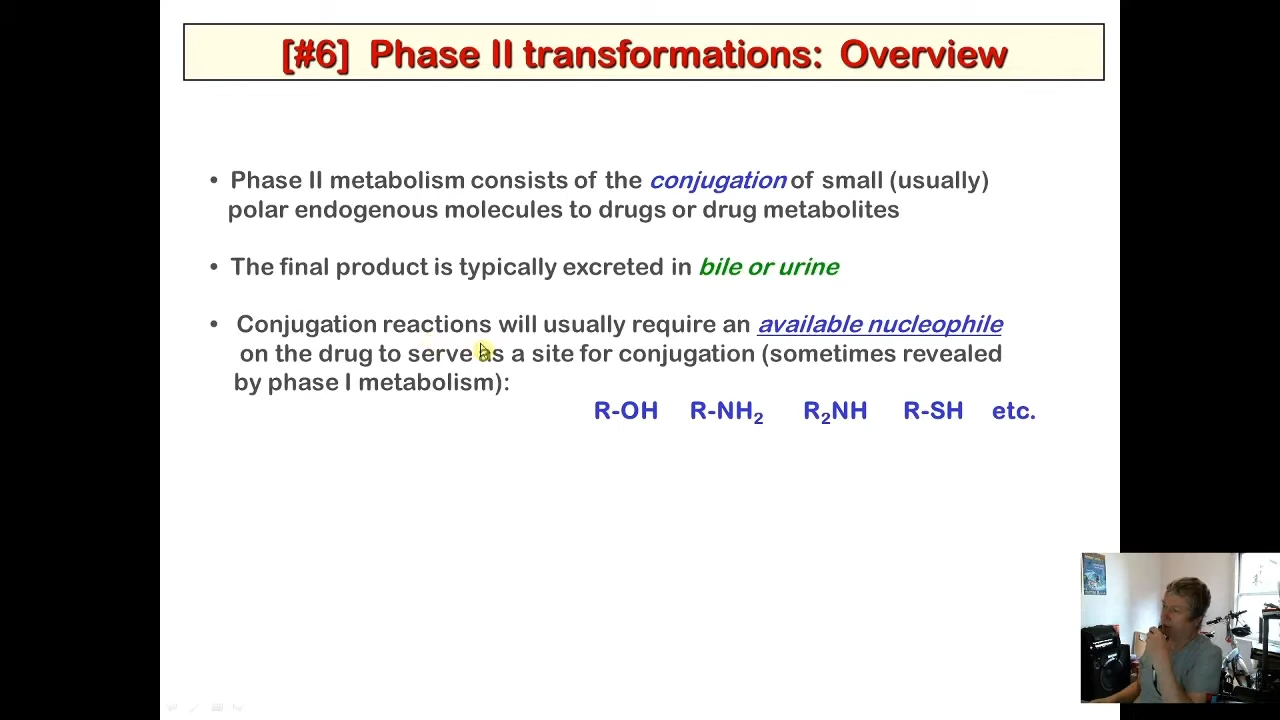 [#6] Phase II transformations: Overview
• Phase II metabolism consists of the conjugation of small (usually)
polar endogenous molecules to drugs or drug metabolites
• The final product is typically excreted in bile or urine
• Conjugation reactions will usually require an available nucleophile
on the drug to serve as a site for conjugation (sometimes revealed
by phase I metabolism):
R-OH R-NH₂ R₂NH R-SH etc.